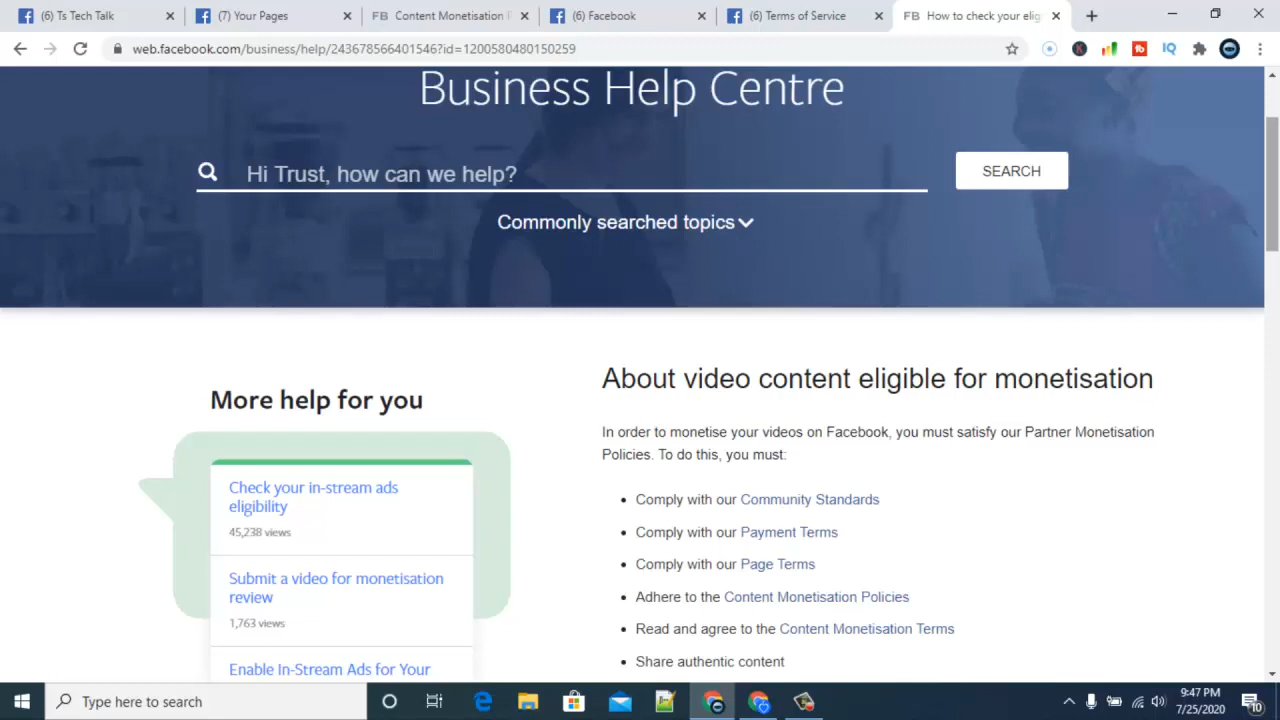 (6) Ts Tech Talk
(7) Your Pages
FB Content Monetisation P
(6) Facebook
(6) Terms of Service
FB How to check your elig
web.facebook.com/business/help/243678566401546?id=1200580480150259
IQ
Business Help Centre
Hi Trust, how can we help?
SEARCH
Commonly searched topics
More help for you
Check your in-stream ads
eligibility
45,238 views
Submit a video for monetisation
review
1,763 views
Enable In-Stream Ads for Your
About video content eligible for monetisation
In order to monetise your videos on Facebook, you must satisfy our Partner Monetisation
Policies. To do this, you must:
Comply with our Community Standards
Comply with our Payment Terms
Comply with our Page Terms
Adhere to the Content Monetisation Policies
Read and agree to the Content Monetisation Terms
Share authentic content
Type here to search
9:47 PM
7/25/2020
10